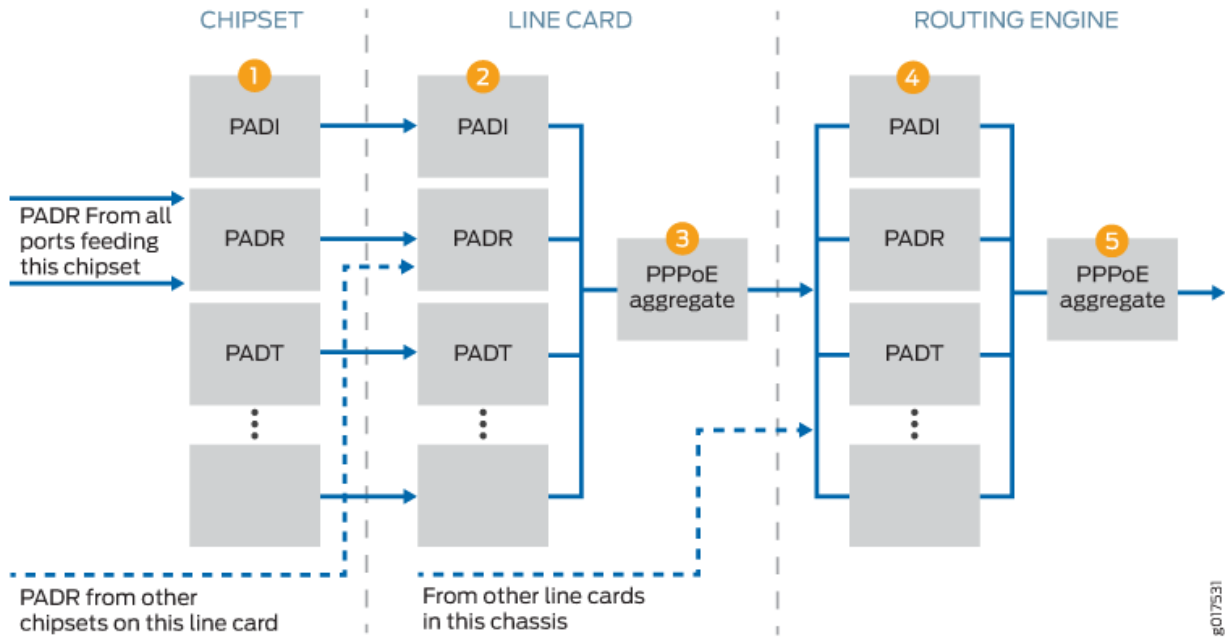 CHIPSET
LINE CARD
ROUTING ENGINE
1
PADI
2
PADI
4
PADI
PADR From all
ports feeding
this chipset
PADR
PADR
3
PPPoE
aggregate
PADR
5
PPPoE
aggregate
PADT
PADT
PADT
PADR from other
chipsets on this line card
From other line cards
in this chassis
g017531